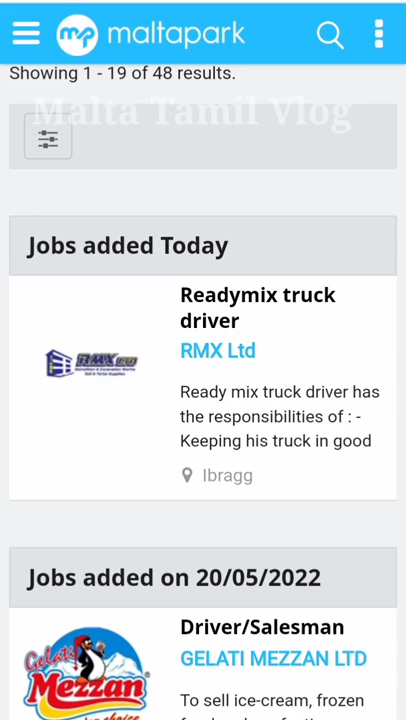 mp maltapark
Showing 1 - 19 of 48 results.
Malta Tamil Vlog
Jobs added Today
Readymix truck
driver
RMX Ltd
RMX LTD
Ready mix truck driver has
the responsibilities of : -
Keeping his truck in good
Ibragg
Jobs added on 20/05/2022
Driver/Salesman
GELATI MEZZAN LTD
Gelati
Mezzan
To sell ice-cream, frozen